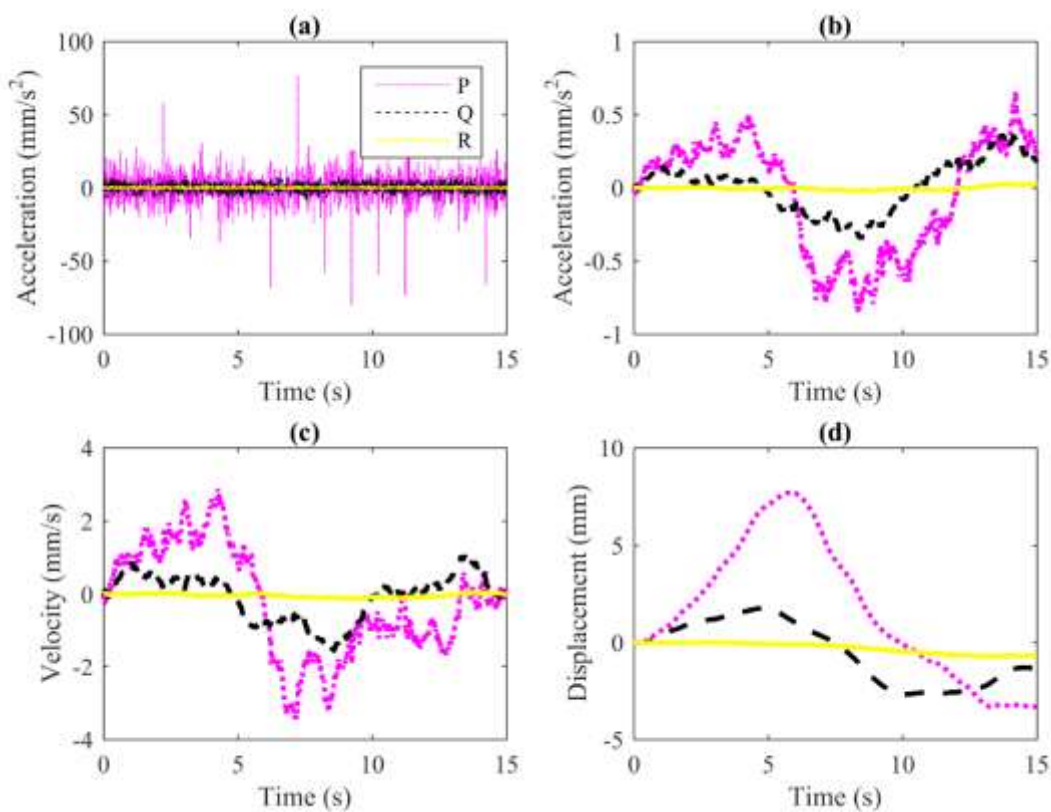 (a)
Acceleration (mm/s²)
100
50
0
-50
-100
P
Q
R
0 5 10 15
Time (s)
(b)
Acceleration (mm/s²)
1
0.5
0
-0.5
-1
0 5 10 15
Time (s)
(c)
Velocity (mm/s)
4
2
0
-2
-4
0 5 10 15
Time (s)
(d)
Displacement (mm)
10
5
0
-5
0 5 10 15
Time (s)